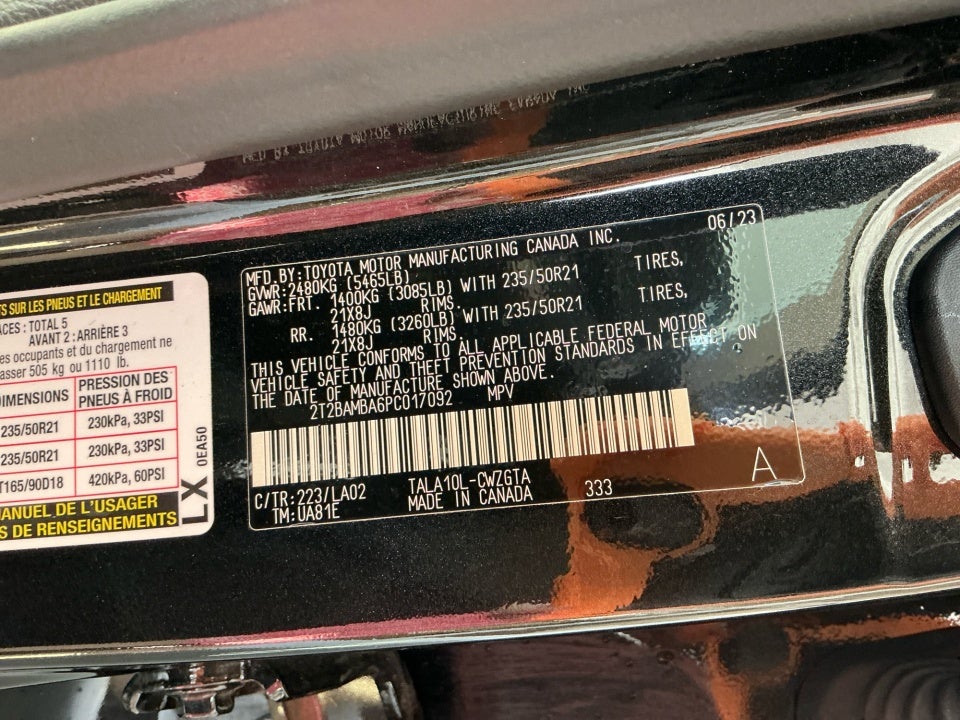 MFD.BY:TOYOTA MOTOR MANUFACTURING CANADA INC. 06/23
GVWR:2480KG (5465LB)
GAWR:FRT. 1400KG (3085LB) WITH 235/50R21 TIRES,
21X8J RIMS.
RR. 1480KG (3260LB) WITH 235/50R21 TIRES,
21X8J RIMS.
THIS VEHICLE CONFORMS TO ALL APPLICABLE FEDERAL MOTOR
VEHICLE SAFETY AND THEFT PREVENTION STANDARDS IN EFFECT ON
THE DATE OF MANUFACTURE SHOWN ABOVE.
2T2BAMBA6PC017092 MPV
C/TR:223/LA02 TALA10L-CWZGTA 333 A
TM:UA81E MADE IN CANADA
TS SUR LES PNEUS ET LE CHARGEMENT
ACES: TOTAL 5
AVANT 2 : ARRIÈRE 3
es occupants et du chargement ne
asser 505 kg ou 1110 lb.
DIMENSIONS PRESSION DES
PNEUS À FROID
235/50R21 230kPa, 33PSI
235/50R21 230kPa, 33PSI
T165/90D18 420kPa, 60PSI
MANUEL DE L'USAGER
S DE RENSEIGNEMENTS
LX 0EA50